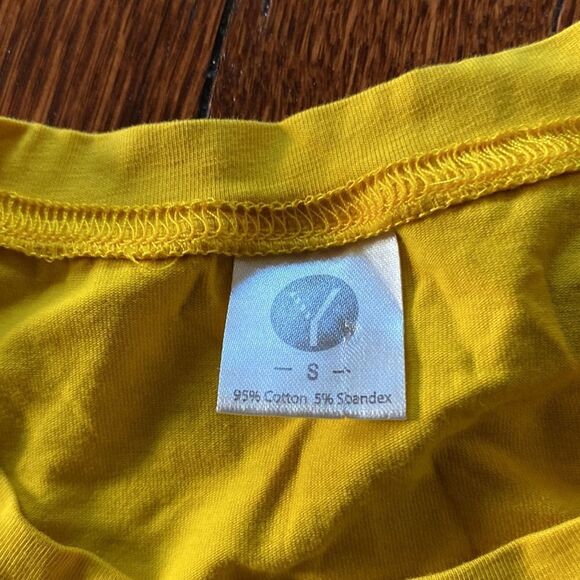 Y
— S —
95% Cotton 5% Spandex